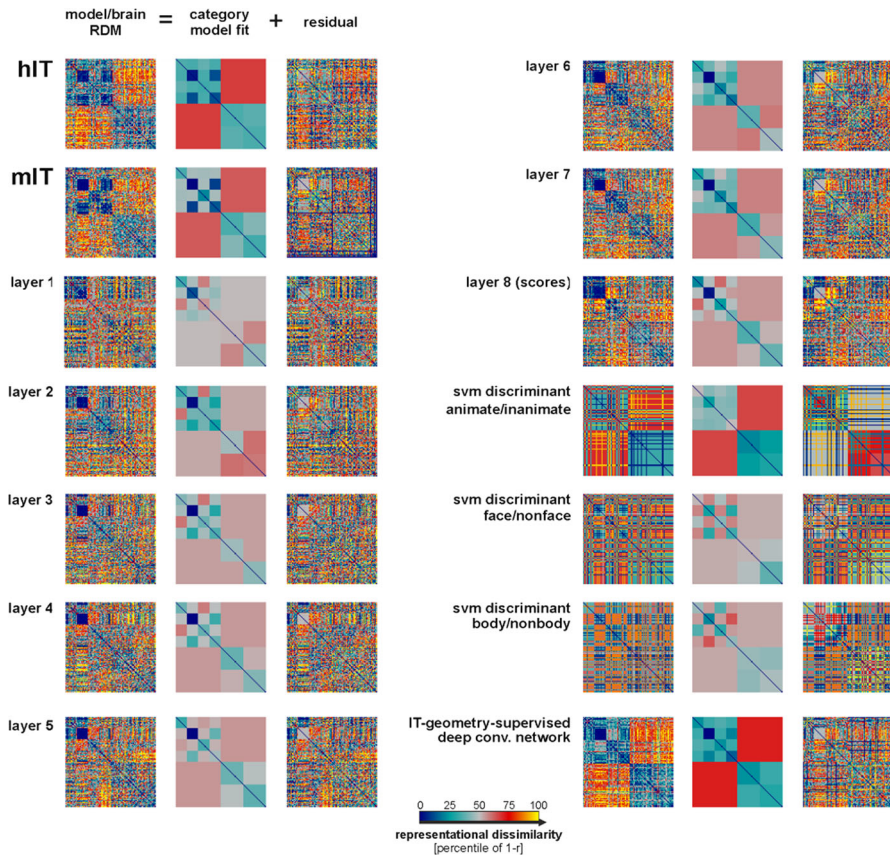 model/brain
RDM
=
category
model fit
+
residual
hIT
mIT
layer 1
layer 2
layer 3
layer 4
layer 5
layer 6
layer 7
layer 8 (scores)
svm discriminant
animate/inanimate
svm discriminant
face/nonface
svm discriminant
body/nonbody
IT-geometry-supervised
deep conv. network
0 25 50 75 100
representational dissimilarity
[percentile of 1-r]